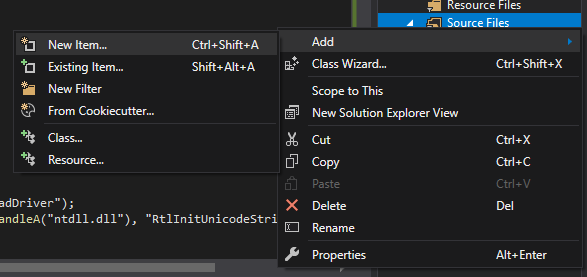 Resource Files
Source Files
New Item... Ctrl+Shift+A
Existing Item... Shift+Alt+A
New Filter
From Cookiecutter...
Class...
Resource...
Add
Class Wizard... Ctrl+Shift+X
Scope to This
New Solution Explorer View
Cut Ctrl+X
Copy Ctrl+C
Paste Ctrl+V
Delete Del
Rename
Properties Alt+Enter
adDriver");
andleA("ntdll.dll"), "RtlInitUnicodeStri